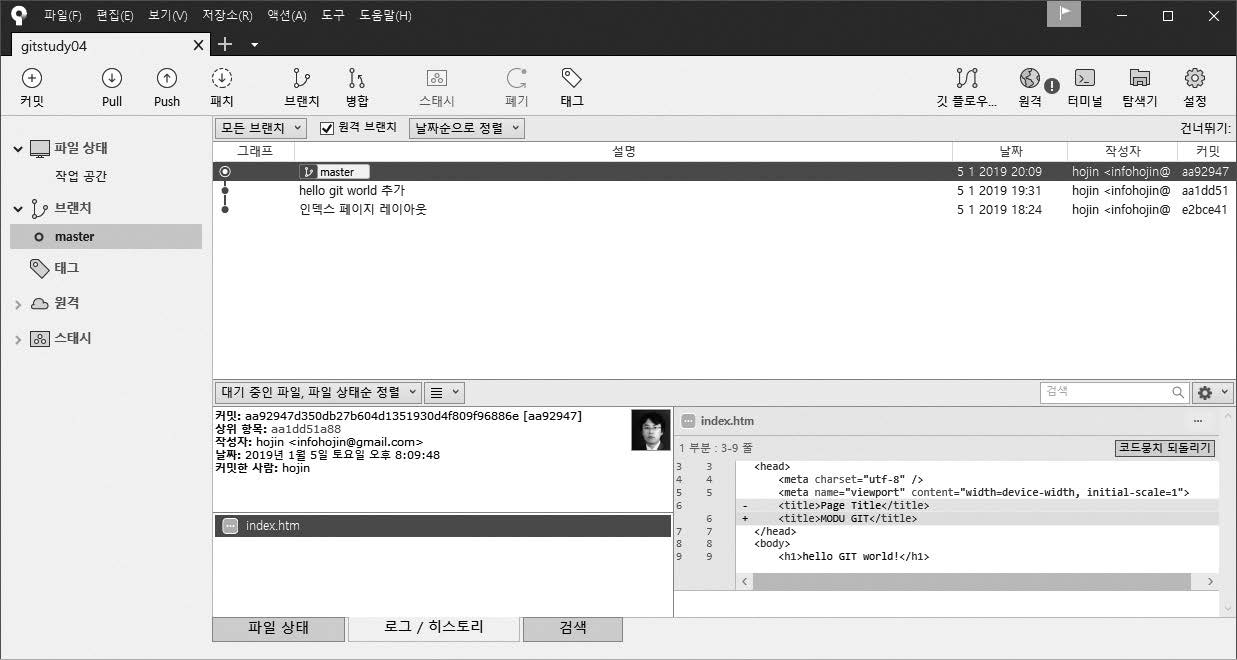 파일(F) 편집(E) 보기(V) 저장소(R) 액션(A) 도구 도움말(H)
gitstudy04
커밋 Pull Push 패치 브랜치 병합 스태시 폐기 태그 깃 플로우... 원격 터미널 탐색기 설정
모든 브랜치 원격 브랜치 날짜순으로 정렬 건너뛰기:
그래프 설명 날짜 작성자 커밋
master 5 1 2019 20:09 hojin <infohojin@ aa92947
hello git world 추가 5 1 2019 19:31 hojin <infohojin@ aa1dd51
인덱스 페이지 레이아웃 5 1 2019 18:24 hojin <infohojin@ e2bce41
파일 상태
작업 공간
브랜치
master
태그
원격
스태시
대기 중인 파일, 파일 상태순 정렬 검색
커밋: aa92947d350db27b604d1351930d4f809f96886e [aa92947]
상위 항목: aa1dd51a88
작성자: hojin <infohojin@gmail.com>
날짜: 2019년 1월 5일 토요일 오후 8:09:48
커밋한 사람: hojin
index.htm
index.htm ...
1 부분 : 3-9 줄 코드뭉치 되돌리기
3 3 <head>
4 4 <meta charset="utf-8" />
5 5 <meta name="viewport" content="width=device-width, initial-scale=1">
6 - <title>Page Title</title>
6 + <title>MODU GIT</title>
7 7 </head>
8 8 <body>
9 9 <h1>hello GIT world!</h1>
파일 상태 로그 / 히스토리 검색